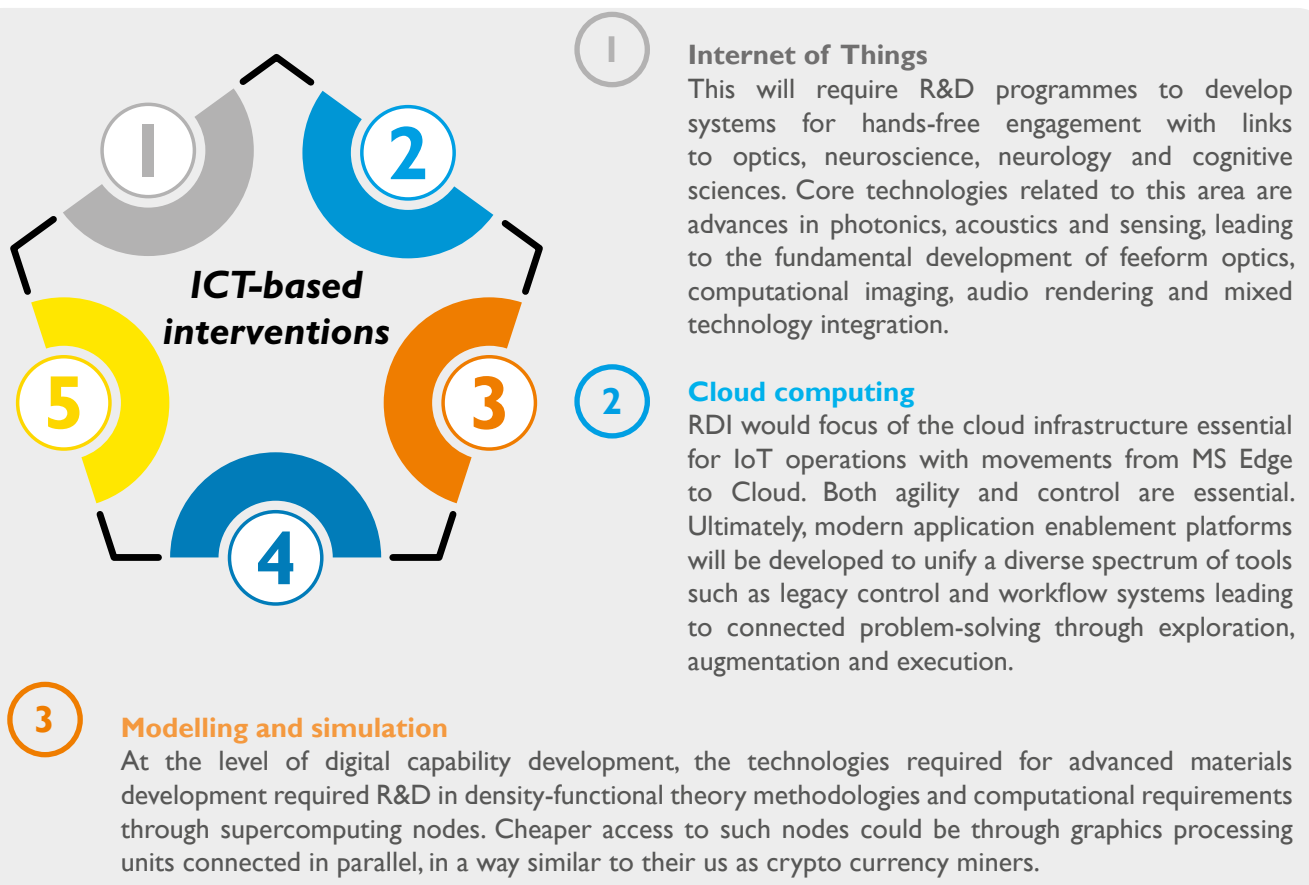 1
2
ICT-based
interventions
5
3
4
1
Internet of Things
This will require R&D programmes to develop
systems for hands-free engagement with links
to optics, neuroscience, neurology and cognitive
sciences. Core technologies related to this area are
advances in photonics, acoustics and sensing, leading
to the fundamental development of feeform optics,
computational imaging, audio rendering and mixed
technology integration.
2
Cloud computing
RDI would focus of the cloud infrastructure essential
for IoT operations with movements from MS Edge
to Cloud. Both agility and control are essential.
Ultimately, modern application enablement platforms
will be developed to unify a diverse spectrum of tools
such as legacy control and workflow systems leading
to connected problem-solving through exploration,
augmentation and execution.
3
Modelling and simulation
At the level of digital capability development, the technologies required for advanced materials
development required R&D in density-functional theory methodologies and computational requirements
through supercomputing nodes. Cheaper access to such nodes could be through graphics processing
units connected in parallel, in a way similar to their us as crypto currency miners.